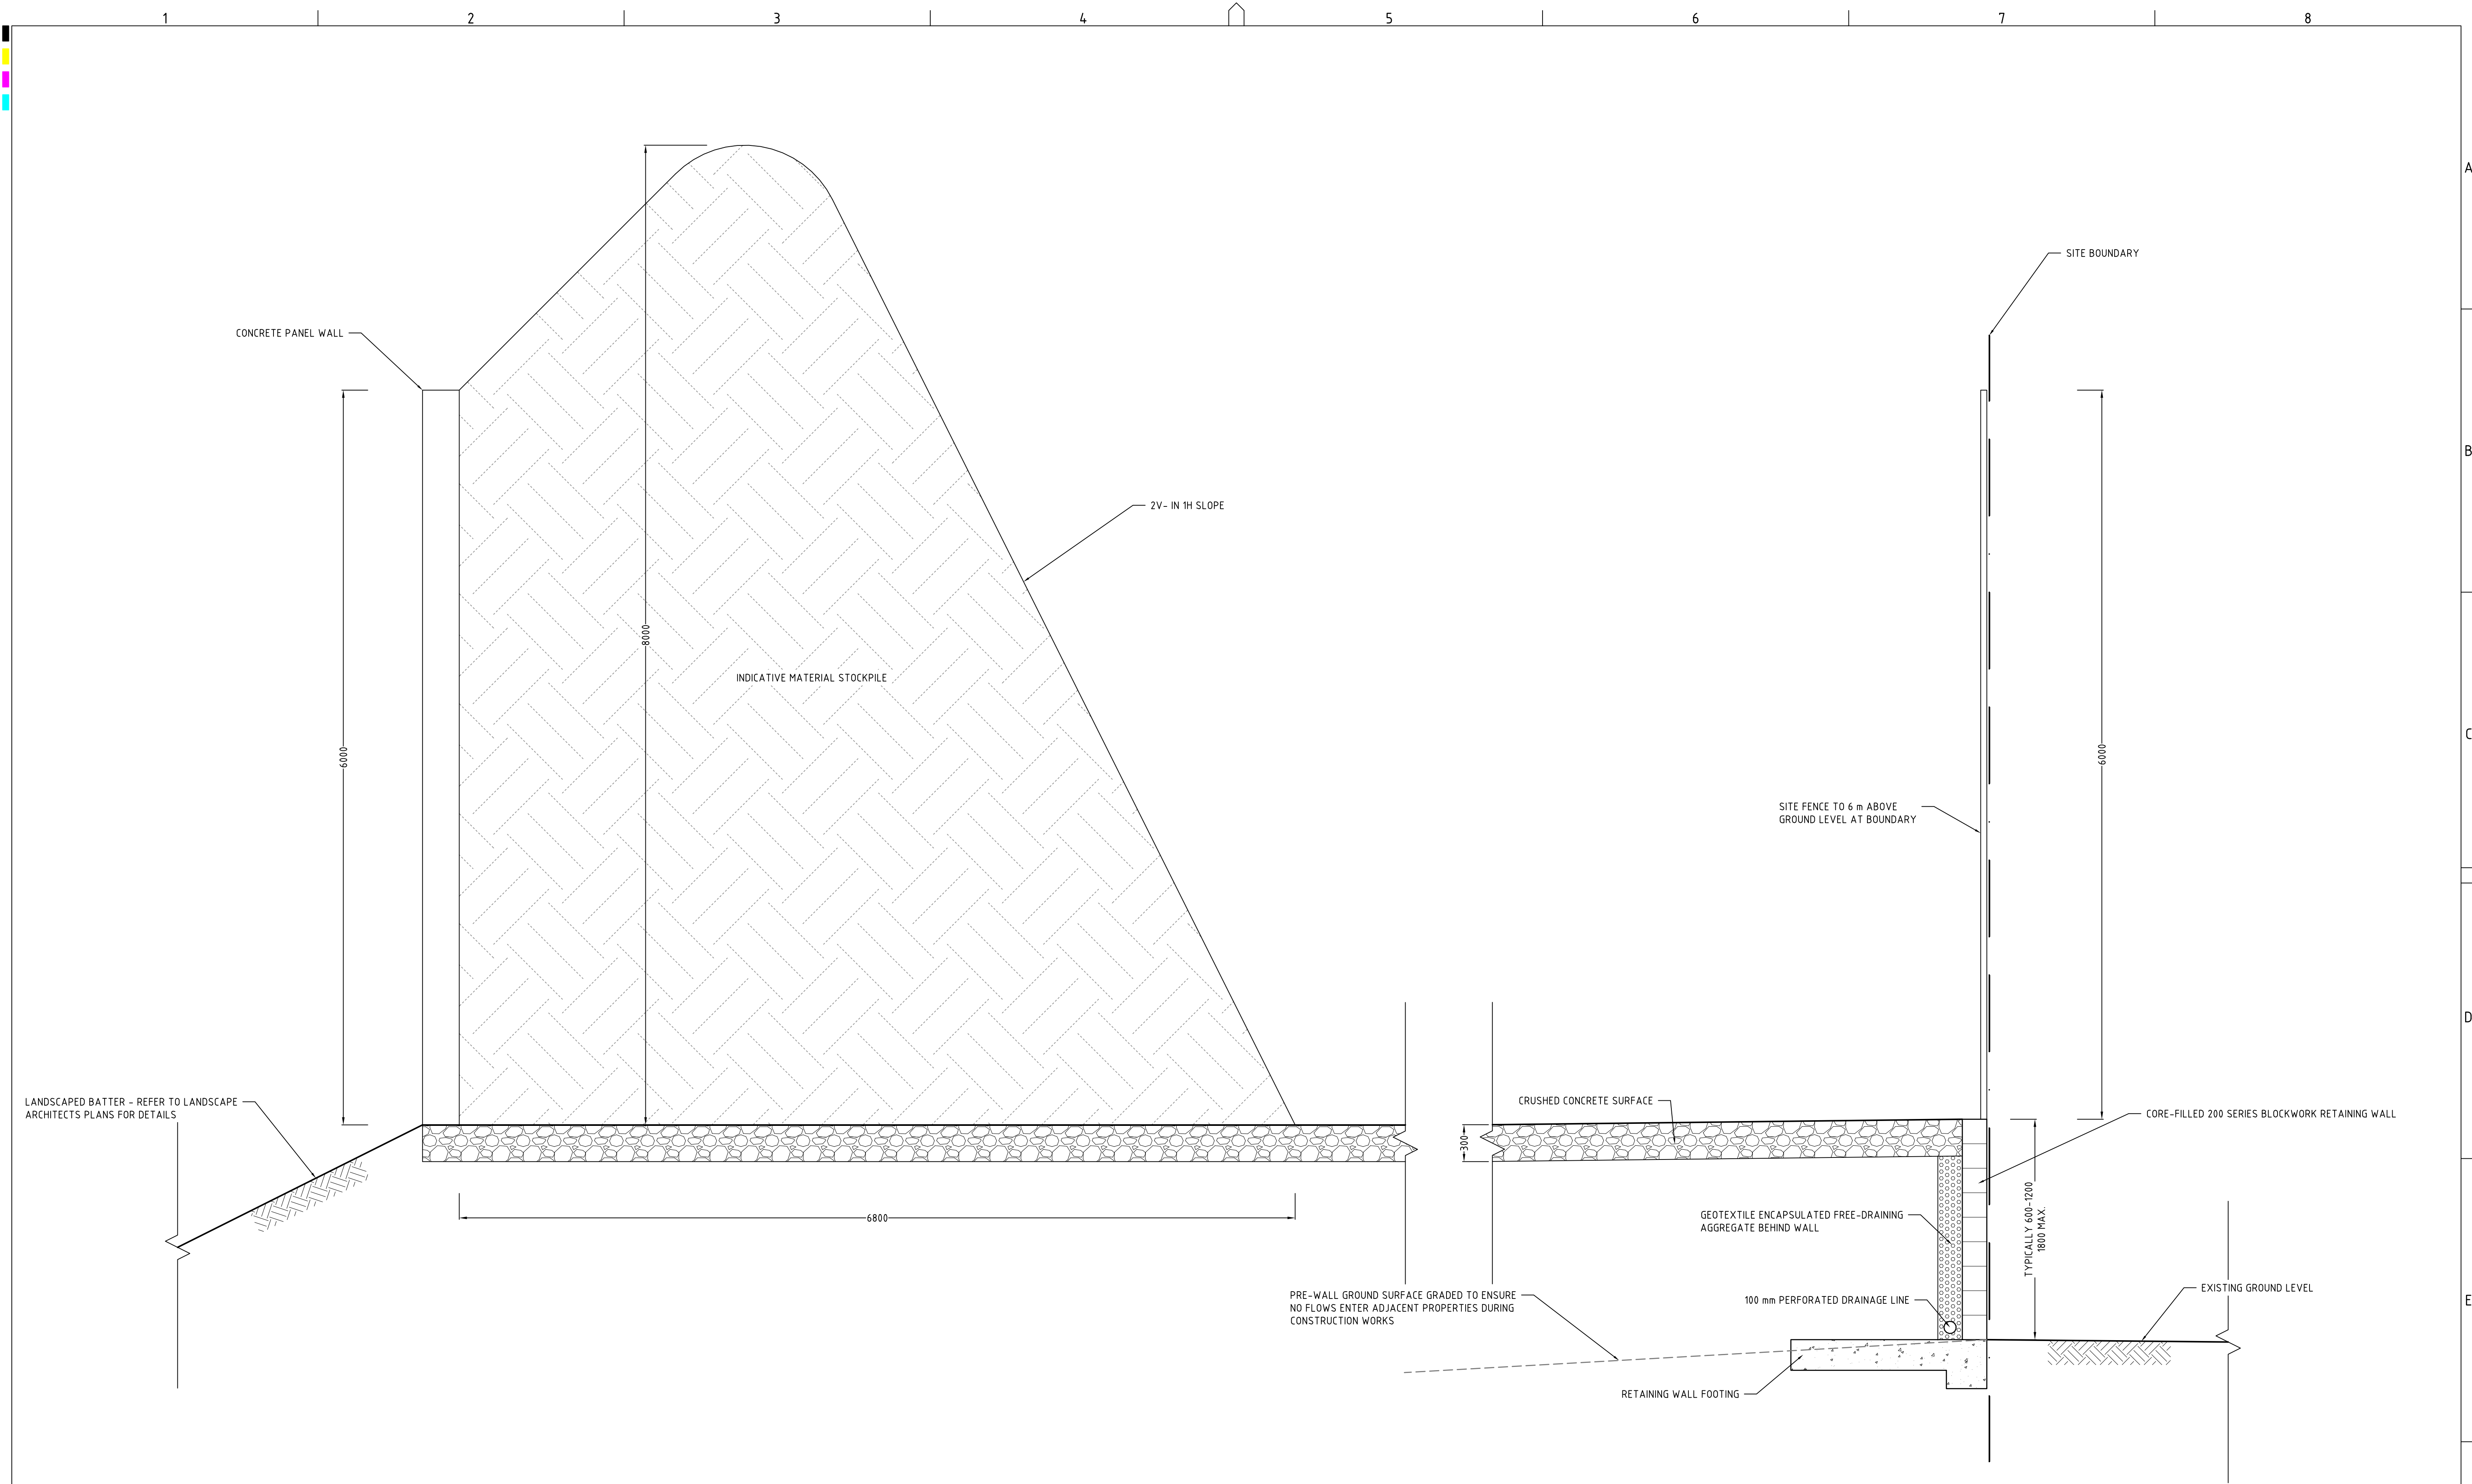 1 2 3 4 5 6 7 8
A
SITE BOUNDARY
CONCRETE PANEL WALL
B
2V- IN 1H SLOPE
8000
INDICATIVE MATERIAL STOCKPILE
C
6000
6000
SITE FENCE TO 6 m ABOVE
GROUND LEVEL AT BOUNDARY
D
LANDSCAPED BATTER - REFER TO LANDSCAPE
ARCHITECTS PLANS FOR DETAILS
CRUSHED CONCRETE SURFACE
300
CORE-FILLED 200 SERIES BLOCKWORK RETAINING WALL
6800
GEOTEXTILE ENCAPSULATED FREE-DRAINING
AGGREGATE BEHIND WALL
TYPICALLY 600-1200
1800 MAX.
PRE-WALL GROUND SURFACE GRADED TO ENSURE
NO FLOWS ENTER ADJACENT PROPERTIES DURING
CONSTRUCTION WORKS
100 mm PERFORATED DRAINAGE LINE
EXISTING GROUND LEVEL
E
RETAINING WALL FOOTING